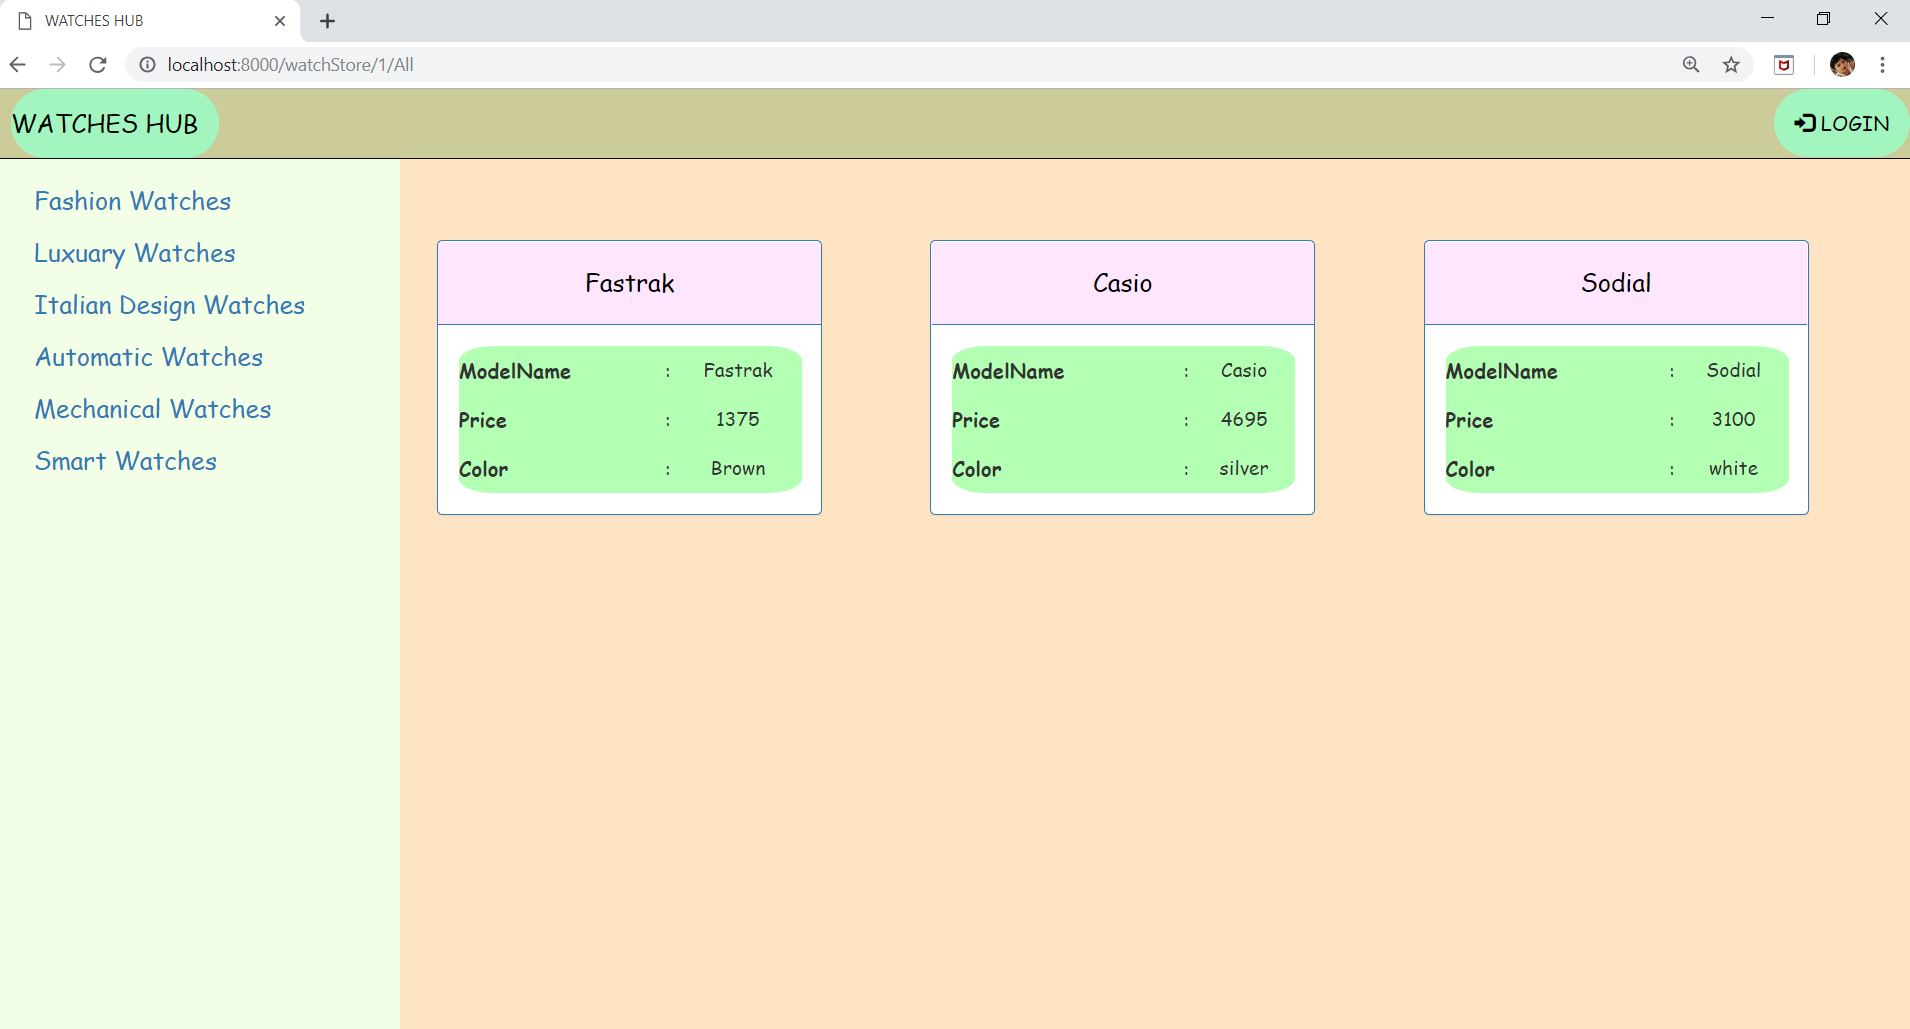 WATCHES HUB
localhost:8000/watchStore/1/All
WATCHES HUB
LOGIN
Fashion Watches
Luxuary Watches
Italian Design Watches
Automatic Watches
Mechanical Watches
Smart Watches
Fastrak
ModelName : Fastrak
Price : 1375
Color : Brown
Casio
ModelName : Casio
Price : 4695
Color : silver
Sodial
ModelName : Sodial
Price : 3100
Color : white